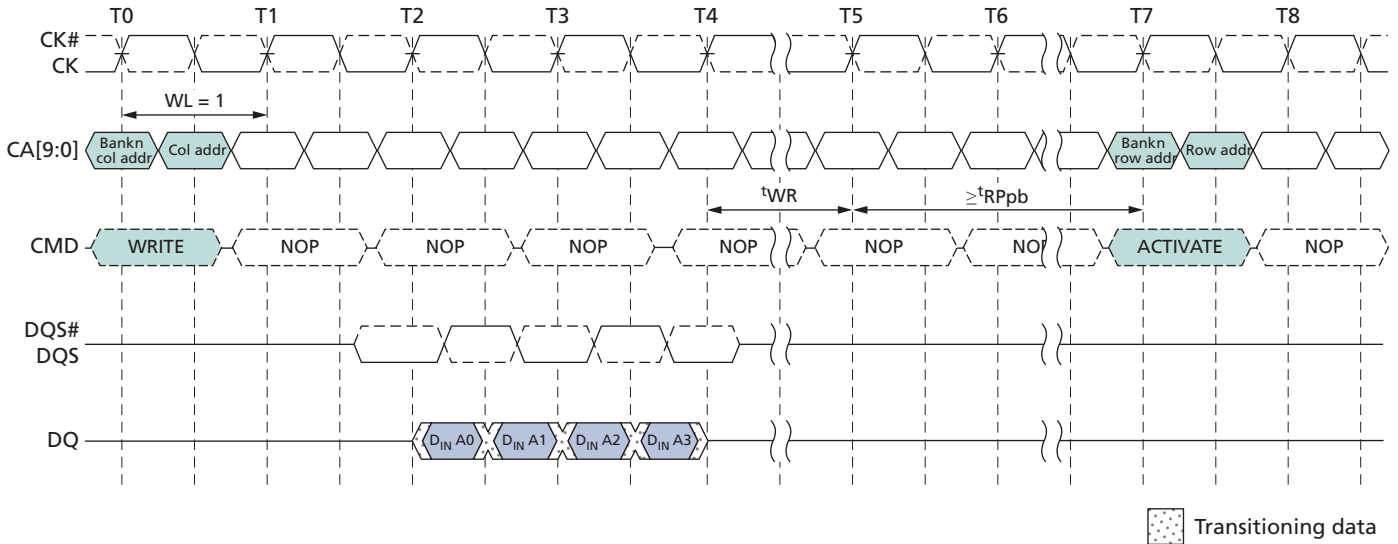 T0 T1 T2 T3 T4 T5 T6 T7 T8
CK#
CK
WL = 1
CA[9:0]
Bankn
col addr
Col addr
Bankn
row addr
Row addr
tWR
≥tRPpb
CMD WRITE NOP NOP NOP NOP NOP NOP ACTIVATE NOP
DQS#
DQS
DQ DIN A0 DIN A1 DIN A2 DIN A3
Transitioning data